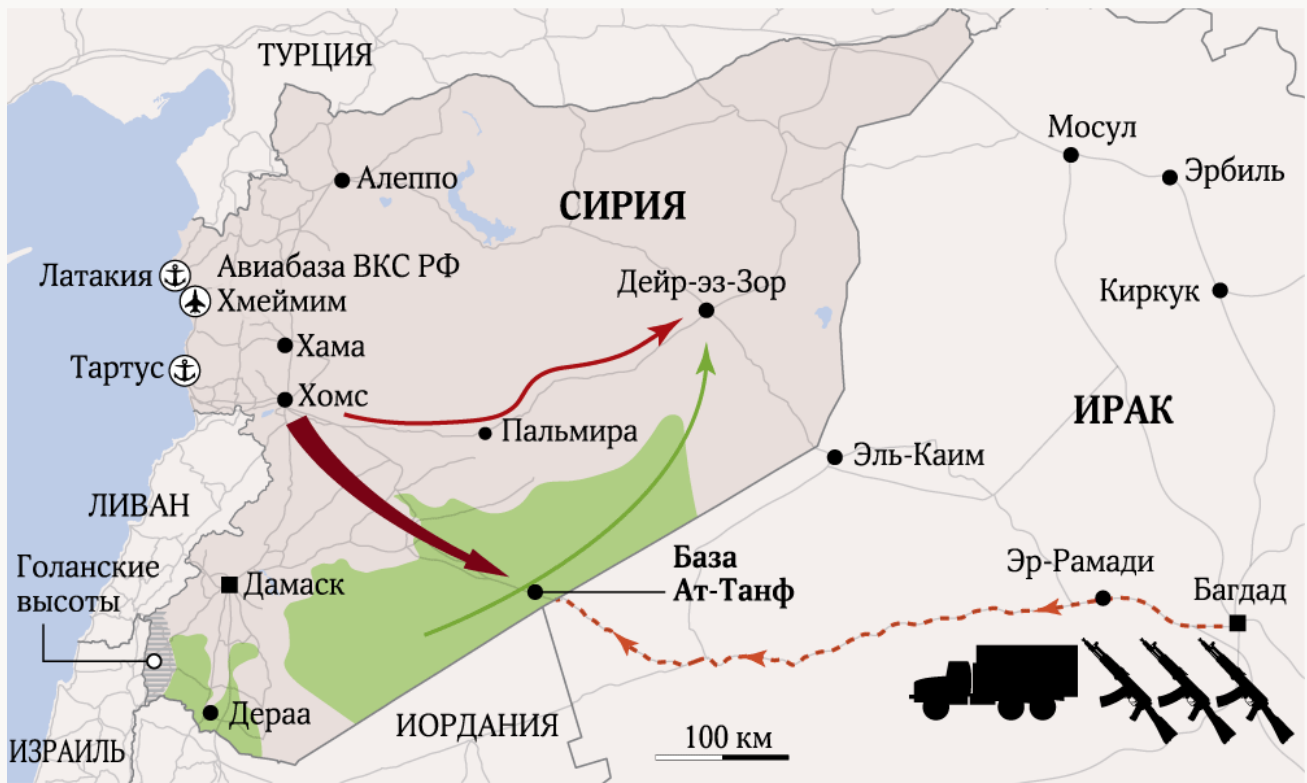 ТУРЦИЯ
Мосул
Эрбиль
Алеппо
СИРИЯ
Латакия
Авиабаза ВКС РФ
Хмеймим
Дейр-эз-Зор
Киркук
Хама
Тартус
Хомс
ИРАК
Пальмира
Эль-Каим
ЛИВАН
Голанские
высоты
Дамаск
База
Ат-Танф
Эр-Рамади
Багдад
Дераа
ИОРДАНИЯ
100 км
ИЗРАИЛЬ